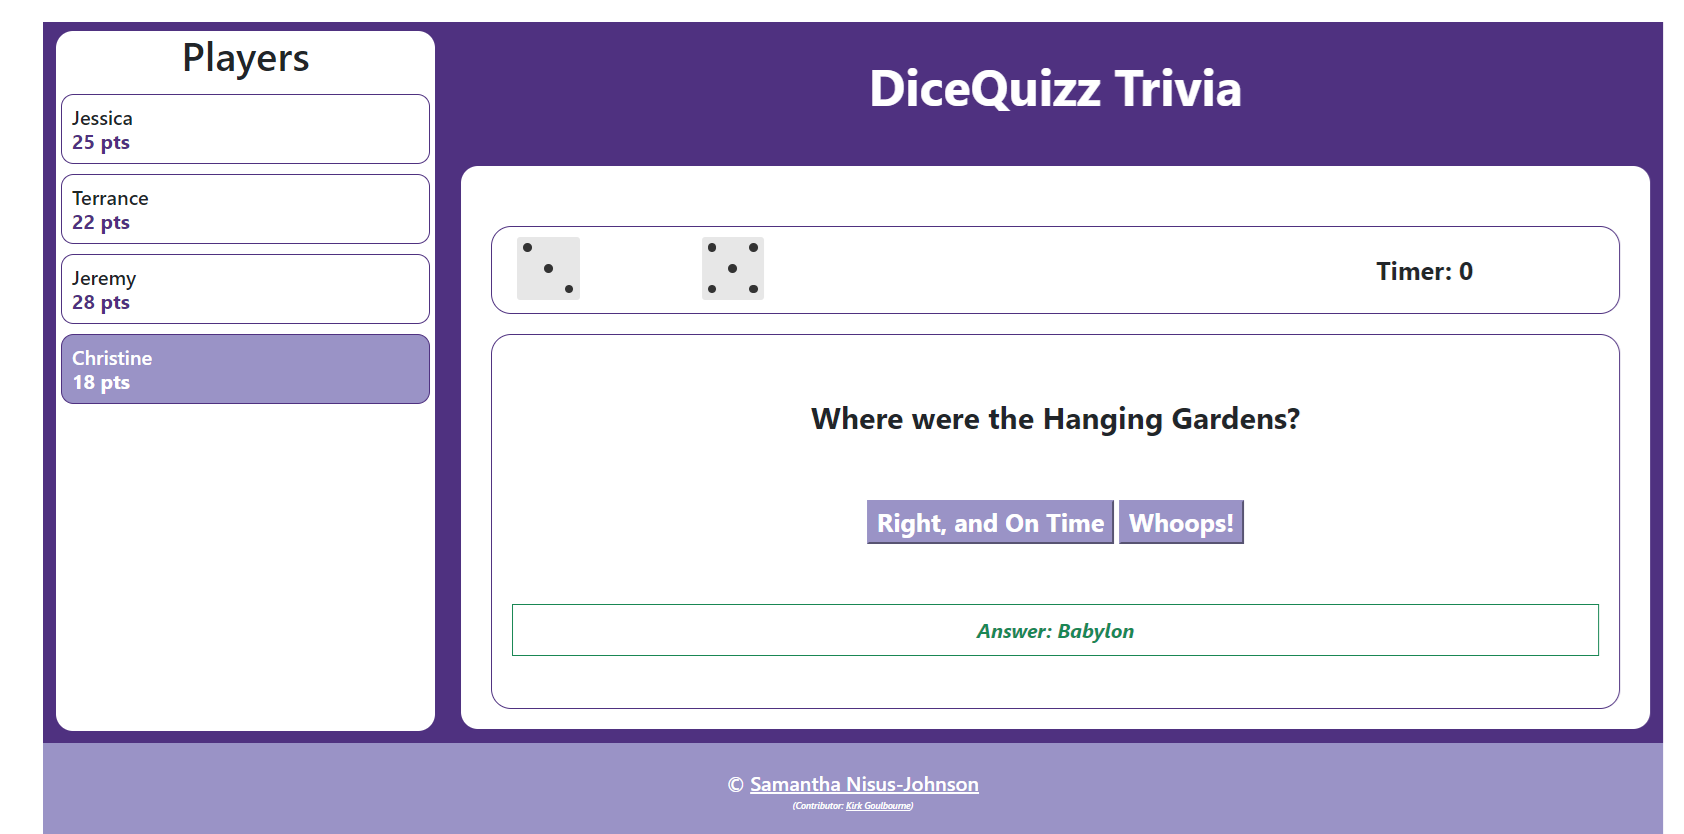 Players
Jessica
25 pts
Terrance
22 pts
Jeremy
28 pts
Christine
18 pts
DiceQuizz Trivia
Timer: 0
Where were the Hanging Gardens?
Right, and On Time
Whoops!
Answer: Babylon
© Samantha Nisus-Johnson
(Contributor: Kirk Goulbourne)